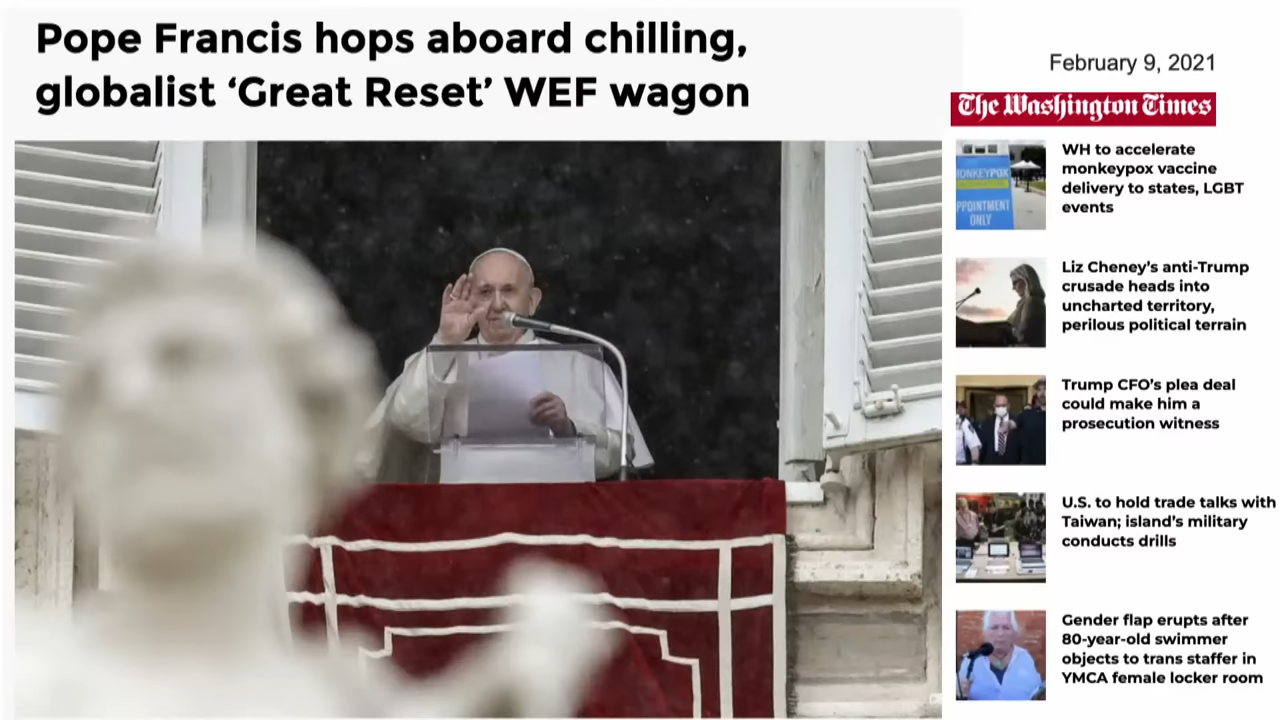 Pope Francis hops aboard chilling,
globalist ‘Great Reset’ WEF wagon
February 9, 2021
The Washington Times
WH to accelerate
monkeypox vaccine
delivery to states, LGBT
events
Liz Cheney’s anti-Trump
crusade heads into
uncharted territory,
perilous political terrain
Trump CFO’s plea deal
could make him a
prosecution witness
U.S. to hold trade talks with
Taiwan; island’s military
conducts drills
Gender flap erupts after
80-year-old swimmer
objects to trans staffer in
YMCA female locker room
MONKEYPOX
PPOINTMENT
ONLY